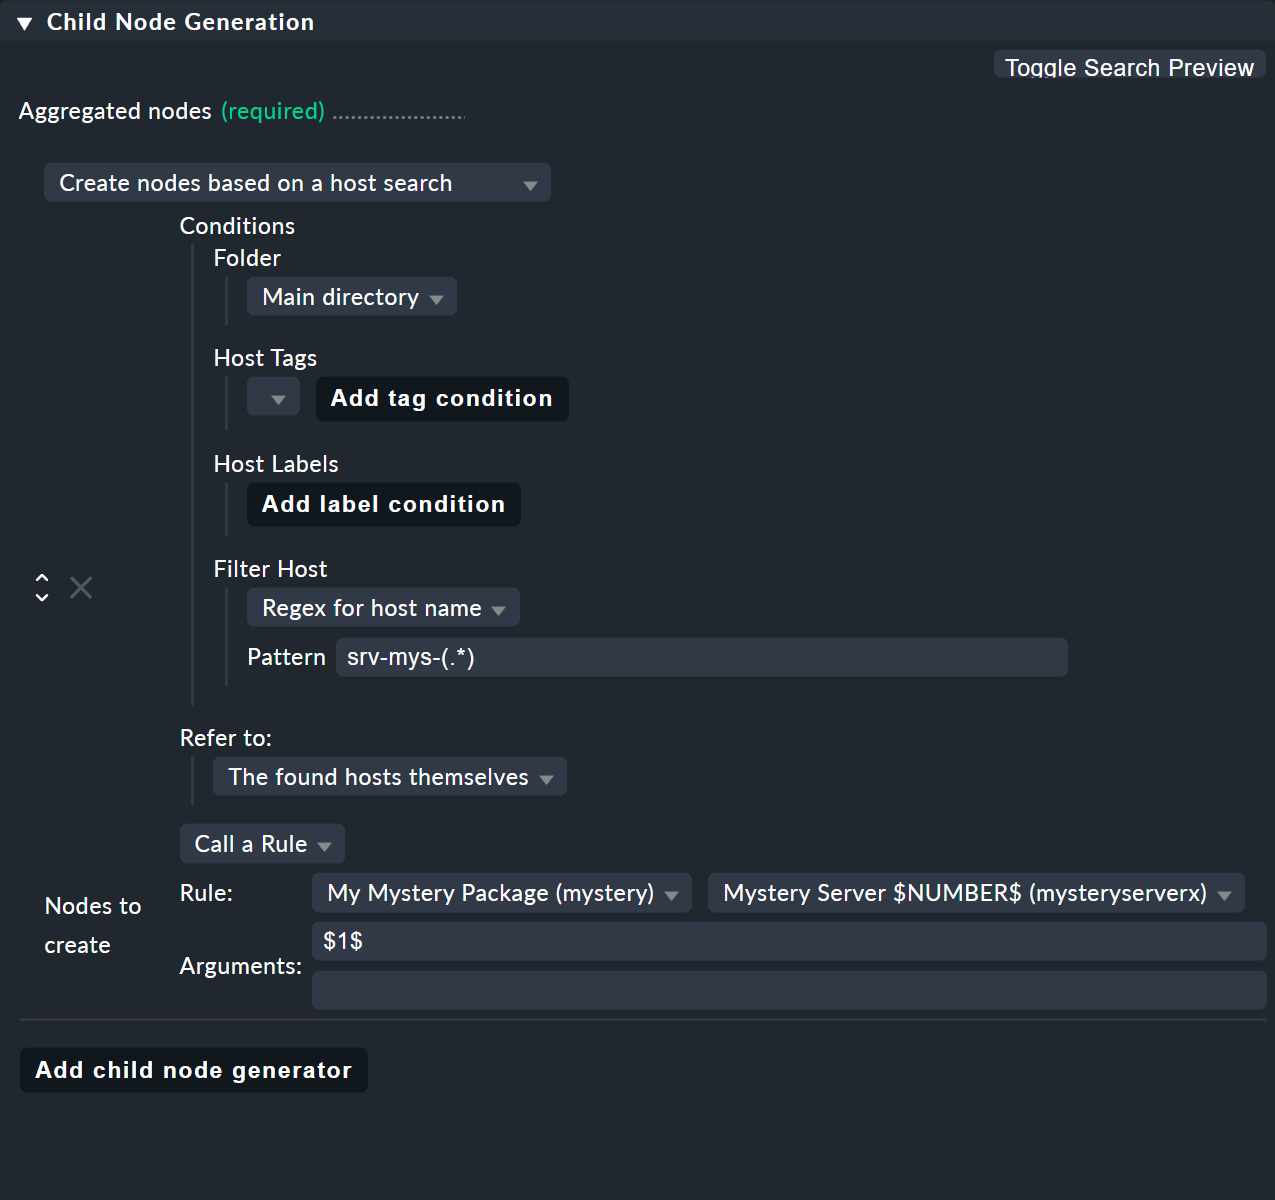 Child Node Generation
Toggle Search Preview
Aggregated nodes (required)
Create nodes based on a host search
Conditions
Folder
Main directory
Host Tags
Add tag condition
Host Labels
Add label condition
Filter Host
Regex for host name
Pattern srv-mys-(.*)
Refer to:
The found hosts themselves
Nodes to create
Call a Rule
Rule: My Mystery Package (mystery) Mystery Server $NUMBER$ (mysteryserverx)
Arguments: $1$
Add child node generator